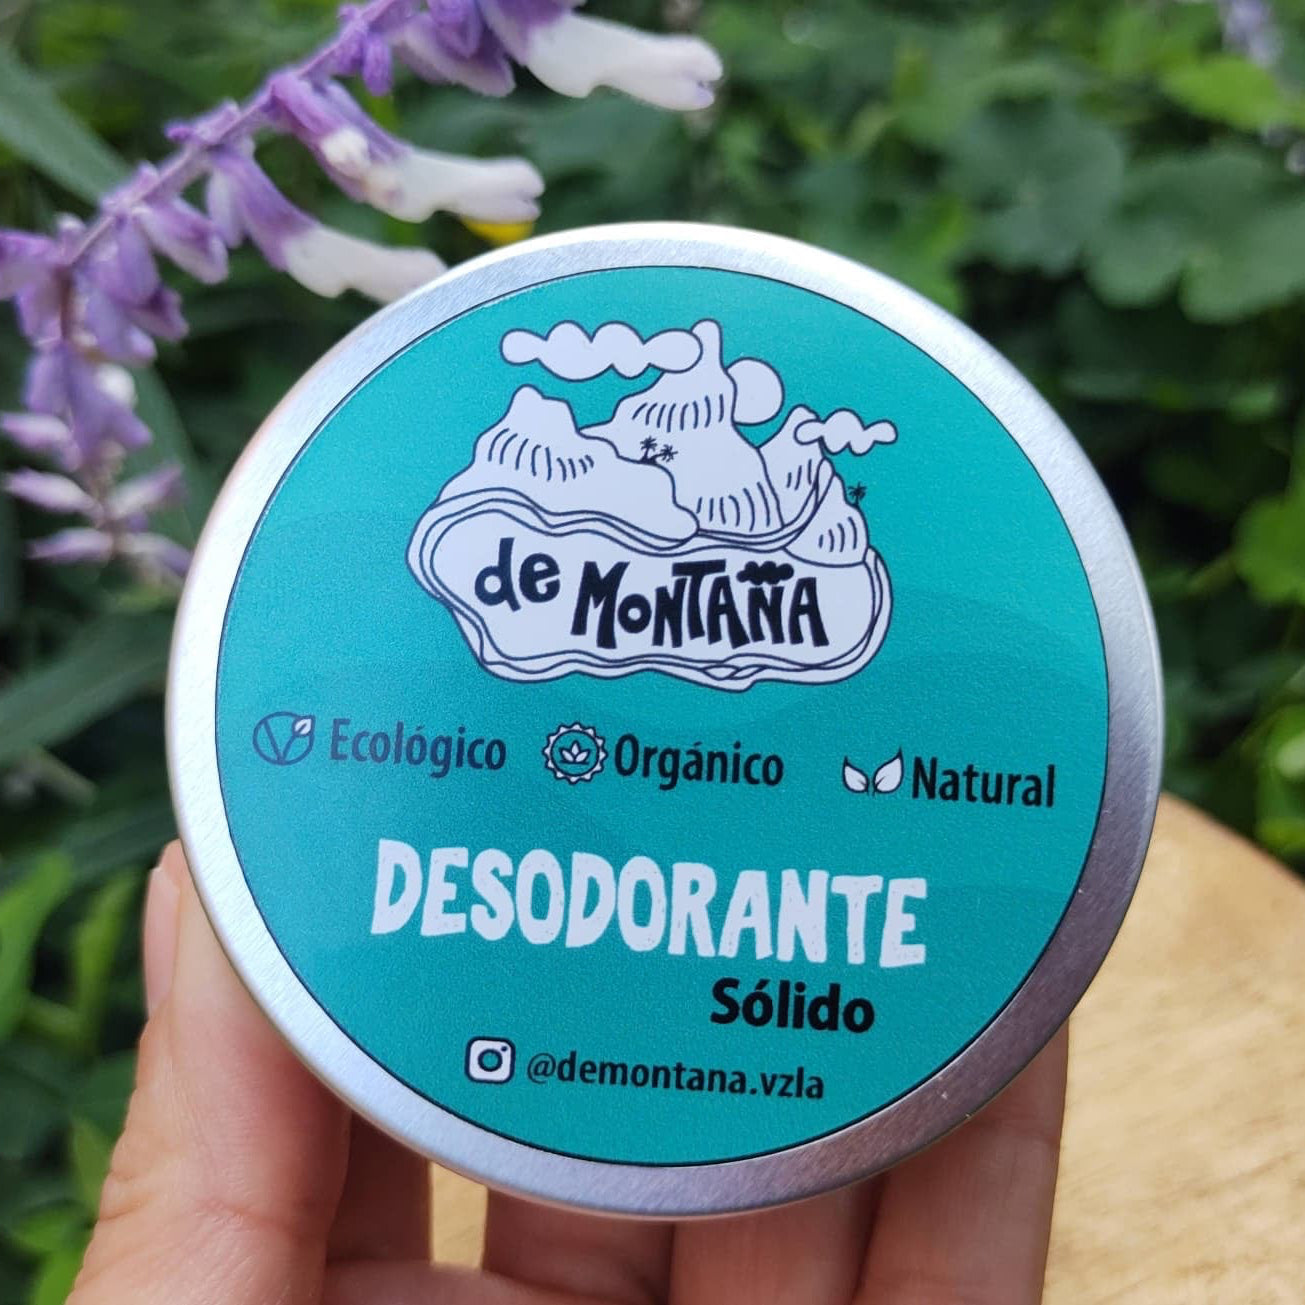 de MONTAÑA
Ecológico Orgánico Natural
DESODORANTE
Sólido
@demontana.vzla